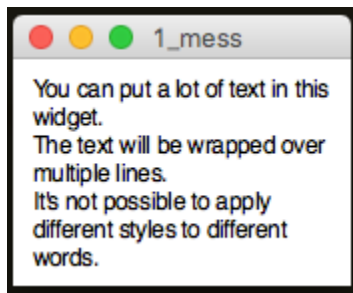 1_mess
You can put a lot of text in this
widget.
The text will be wrapped over
multiple lines.
It's not possible to apply
different styles to different
words.